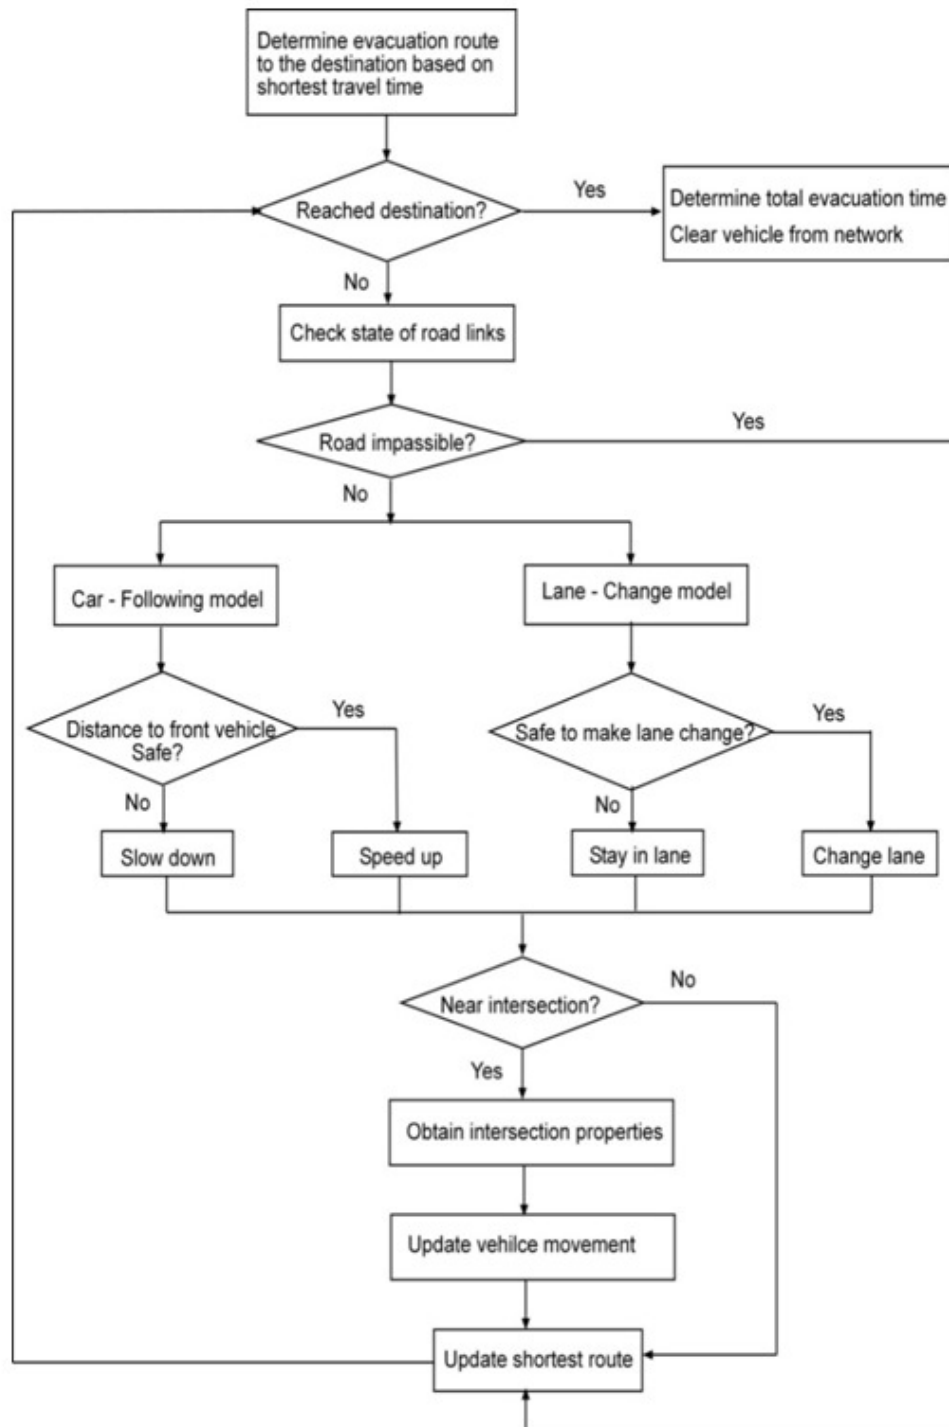 Determine evacuation route
to the destination based on
shortest travel time
Reached destination?
Yes
Determine total evacuation time
Clear vehicle from network
No
Check state of road links
Road impassible?
Yes
No
Car - Following model
Lane - Change model
Distance to front vehicle
Safe?
Yes
No
Safe to make lane change?
Yes
No
Slow down
Speed up
Stay in lane
Change lane
Near intersection?
No
Yes
Obtain intersection properties
Update vehilce movement
Update shortest route